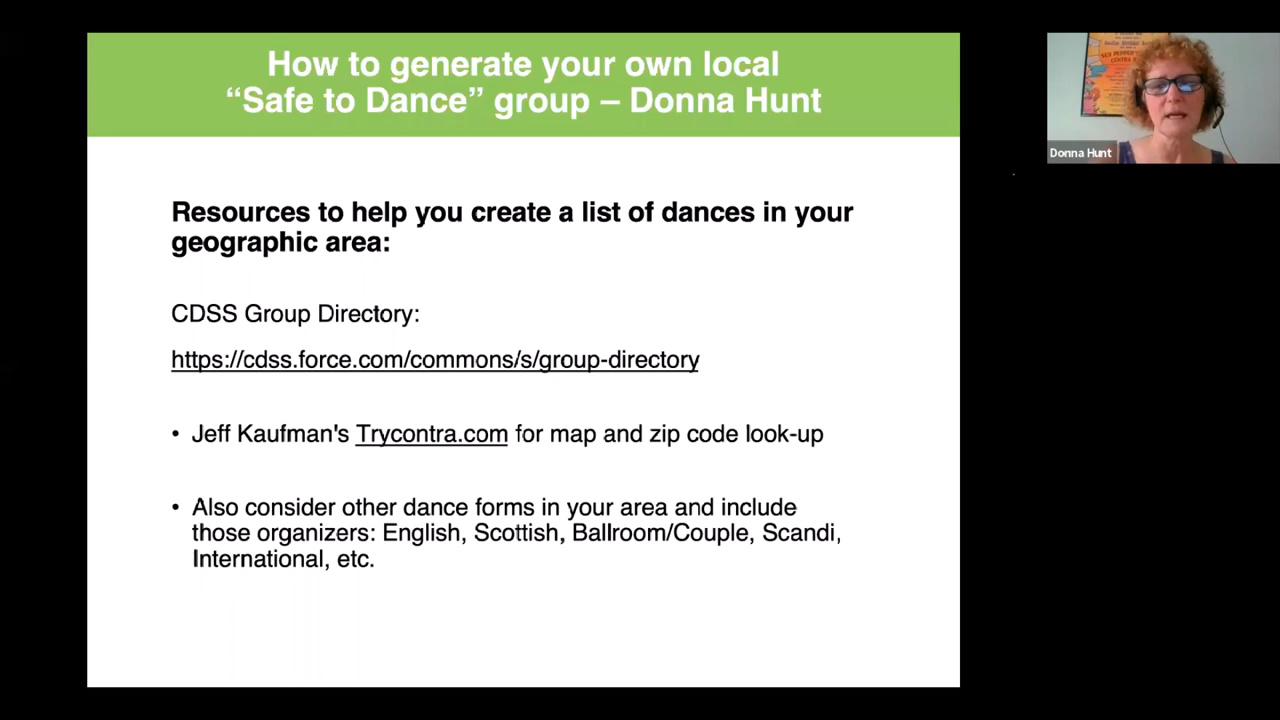 How to generate your own local
“Safe to Dance” group – Donna Hunt
Resources to help you create a list of dances in your
geographic area:
CDSS Group Directory:
https://cdss.force.com/commons/s/group-directory
• Jeff Kaufman's Trycontra.com for map and zip code look-up
• Also consider other dance forms in your area and include
those organizers: English, Scottish, Ballroom/Couple, Scandi,
International, etc.
Donna Hunt